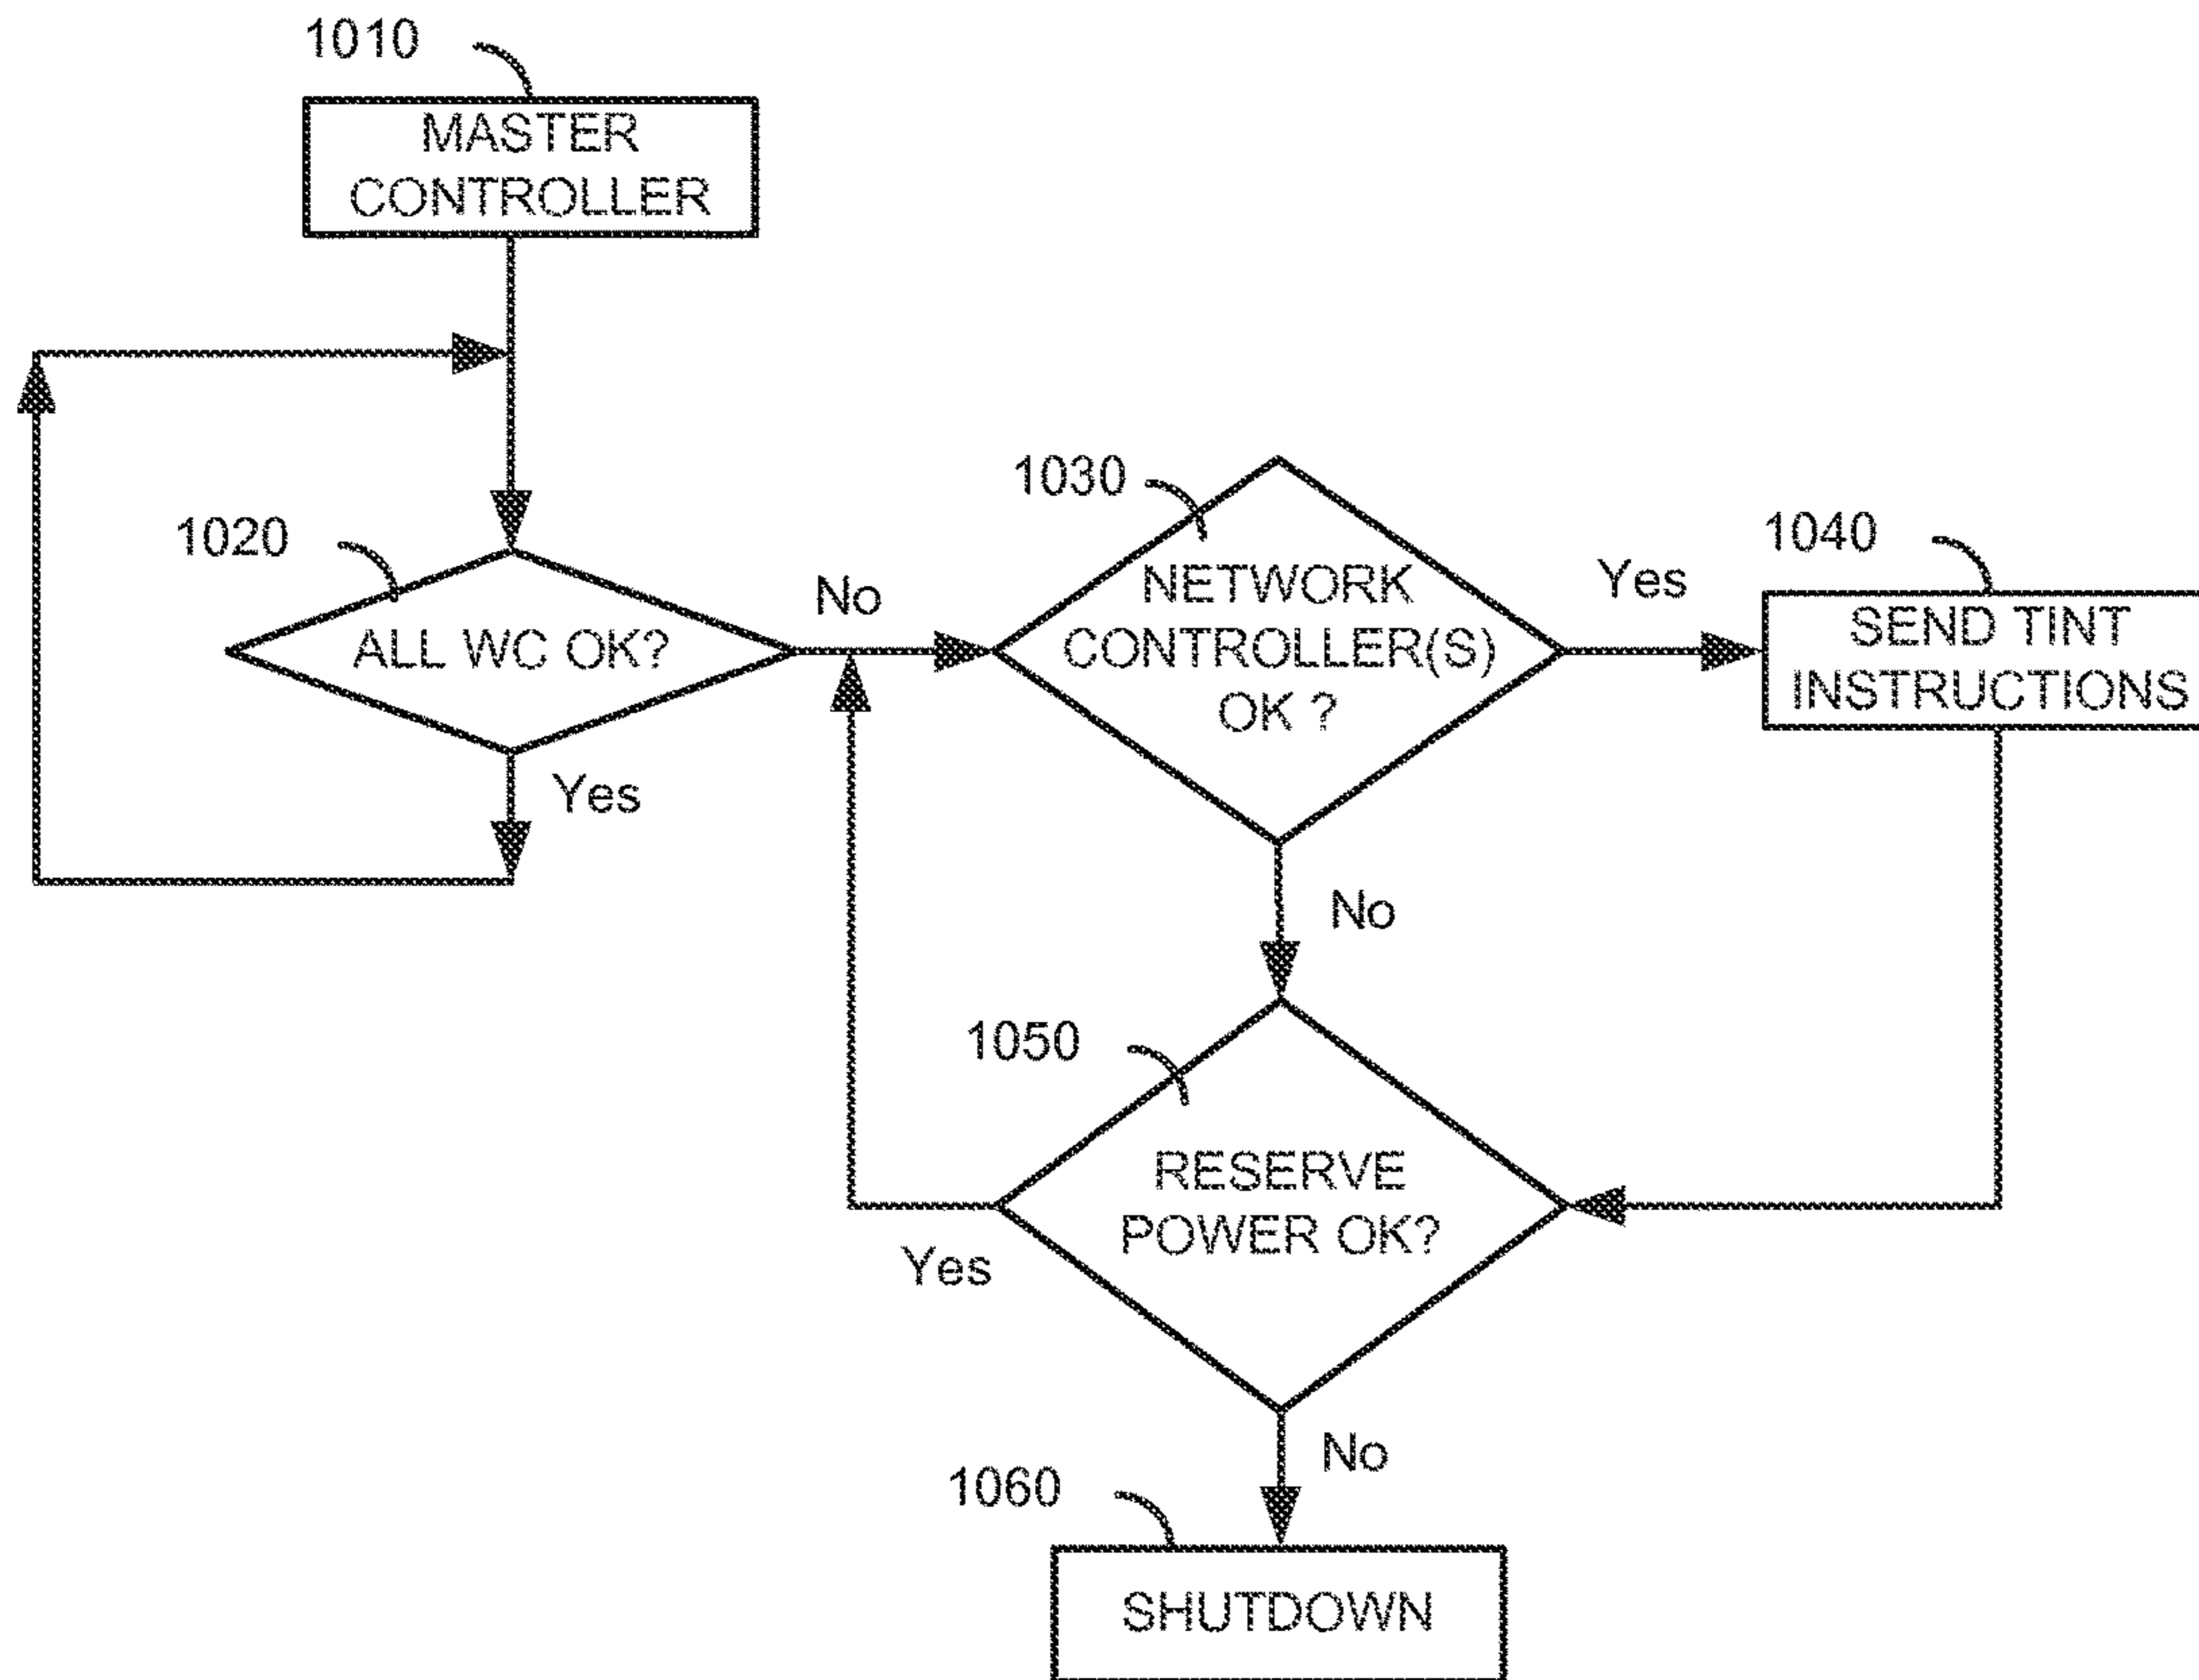 1010
MASTER
CONTROLLER
1020
ALL WC OK?
No
Yes
1030
NETWORK
CONTROLLER(S)
OK ?
Yes
No
1040
SEND TINT
INSTRUCTIONS
1050
RESERVE
POWER OK?
Yes
No
1060
SHUTDOWN